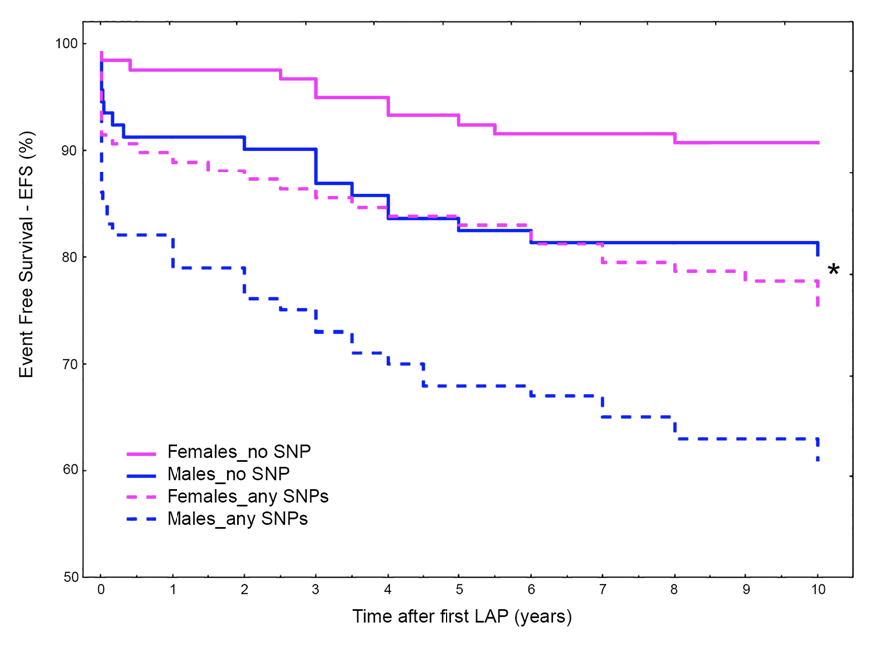 Event Free Survival - EFS (%)
100
90
80
70
60
50
*
Females_no SNP
Males_no SNP
Females_any SNPs
Males_any SNPs
0 1 2 3 4 5 6 7 8 9 10
Time after first LAP (years)